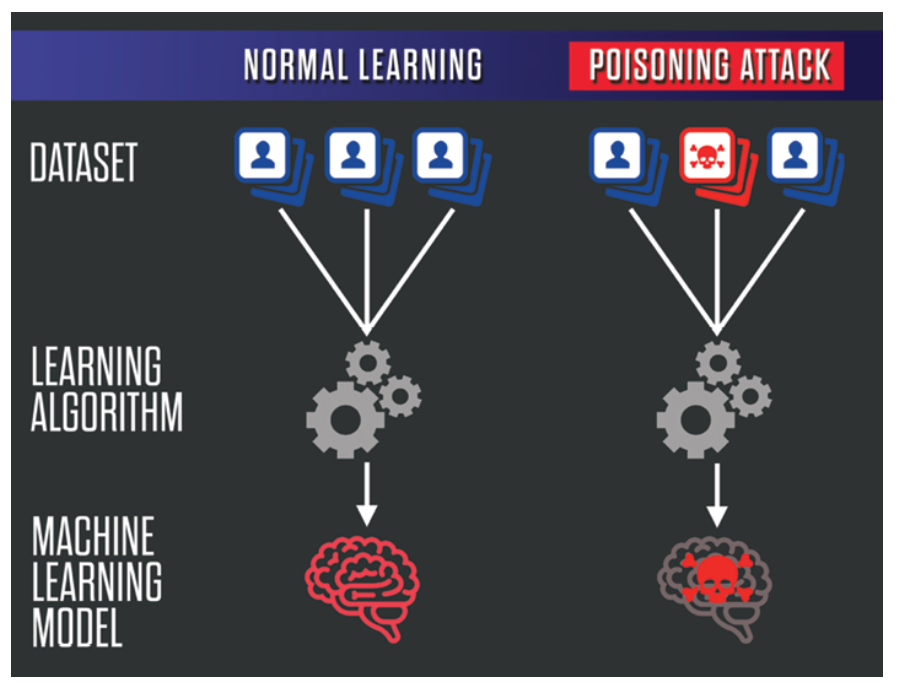 NORMAL LEARNING
POISONING ATTACK
DATASET
LEARNING
ALGORITHM
MACHINE
LEARNING
MODEL